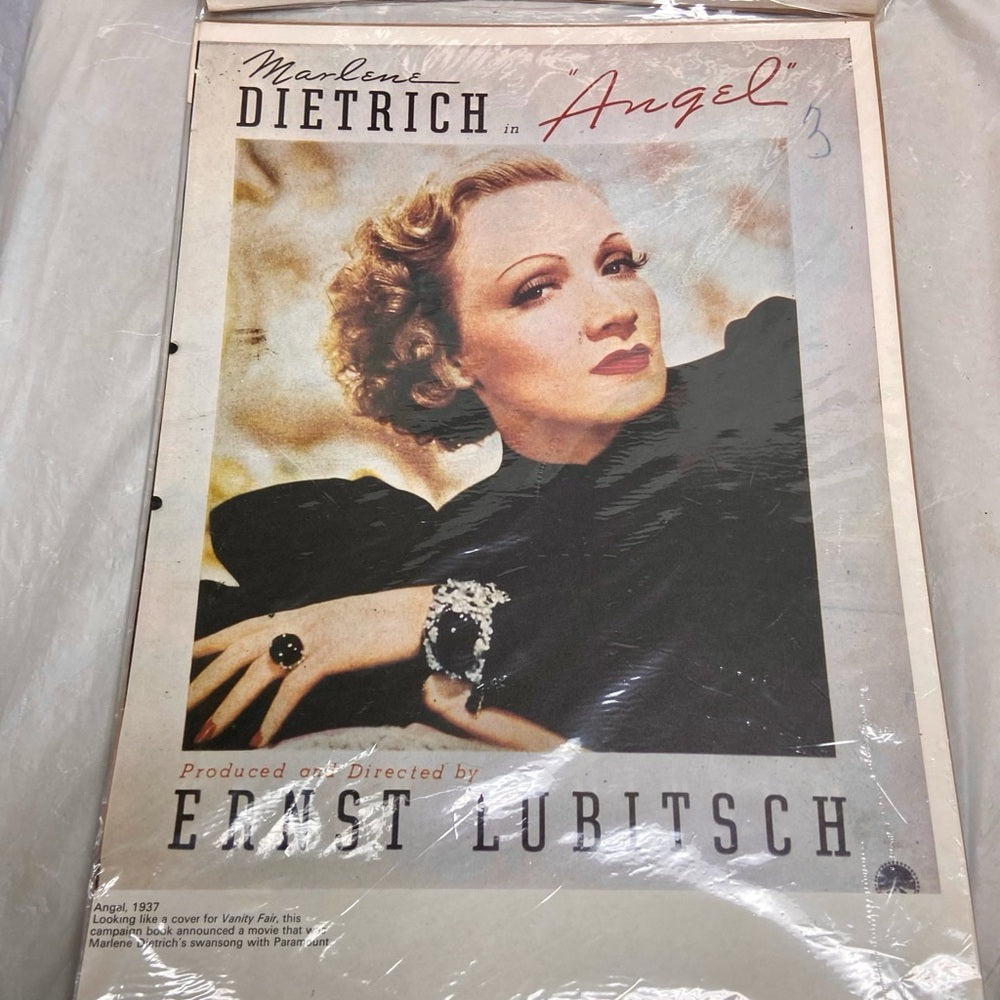 Marlene
DIETRICH in "Angel"
3
Produced and Directed by
ERNST LUBITSCH
Angal, 1937
Looking like a cover for Vanity Fair, this
campaign book announced a movie that was
Marlene Dietrich's swansong with Paramount